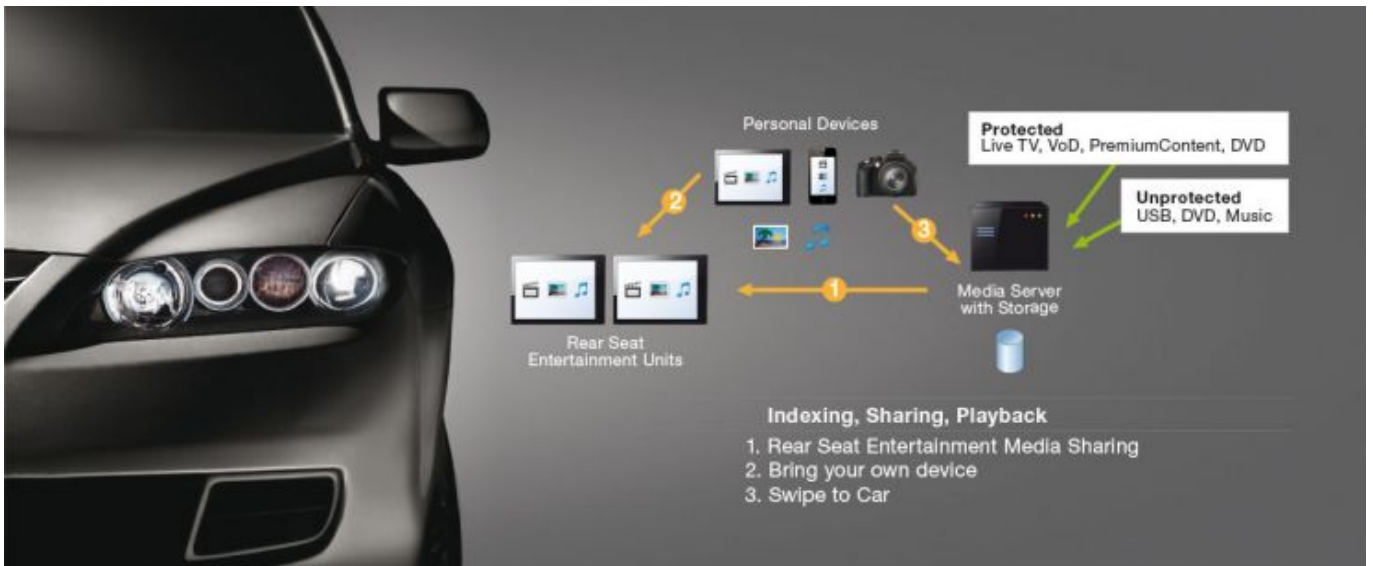 Personal Devices
Protected
Live TV, VoD, PremiumContent, DVD
Unprotected
USB, DVD, Music
2
3
1
Media Server
with Storage
Rear Seat
Entertainment Units
Indexing, Sharing, Playback
1. Rear Seat Entertainment Media Sharing
2. Bring your own device
3. Swipe to Car